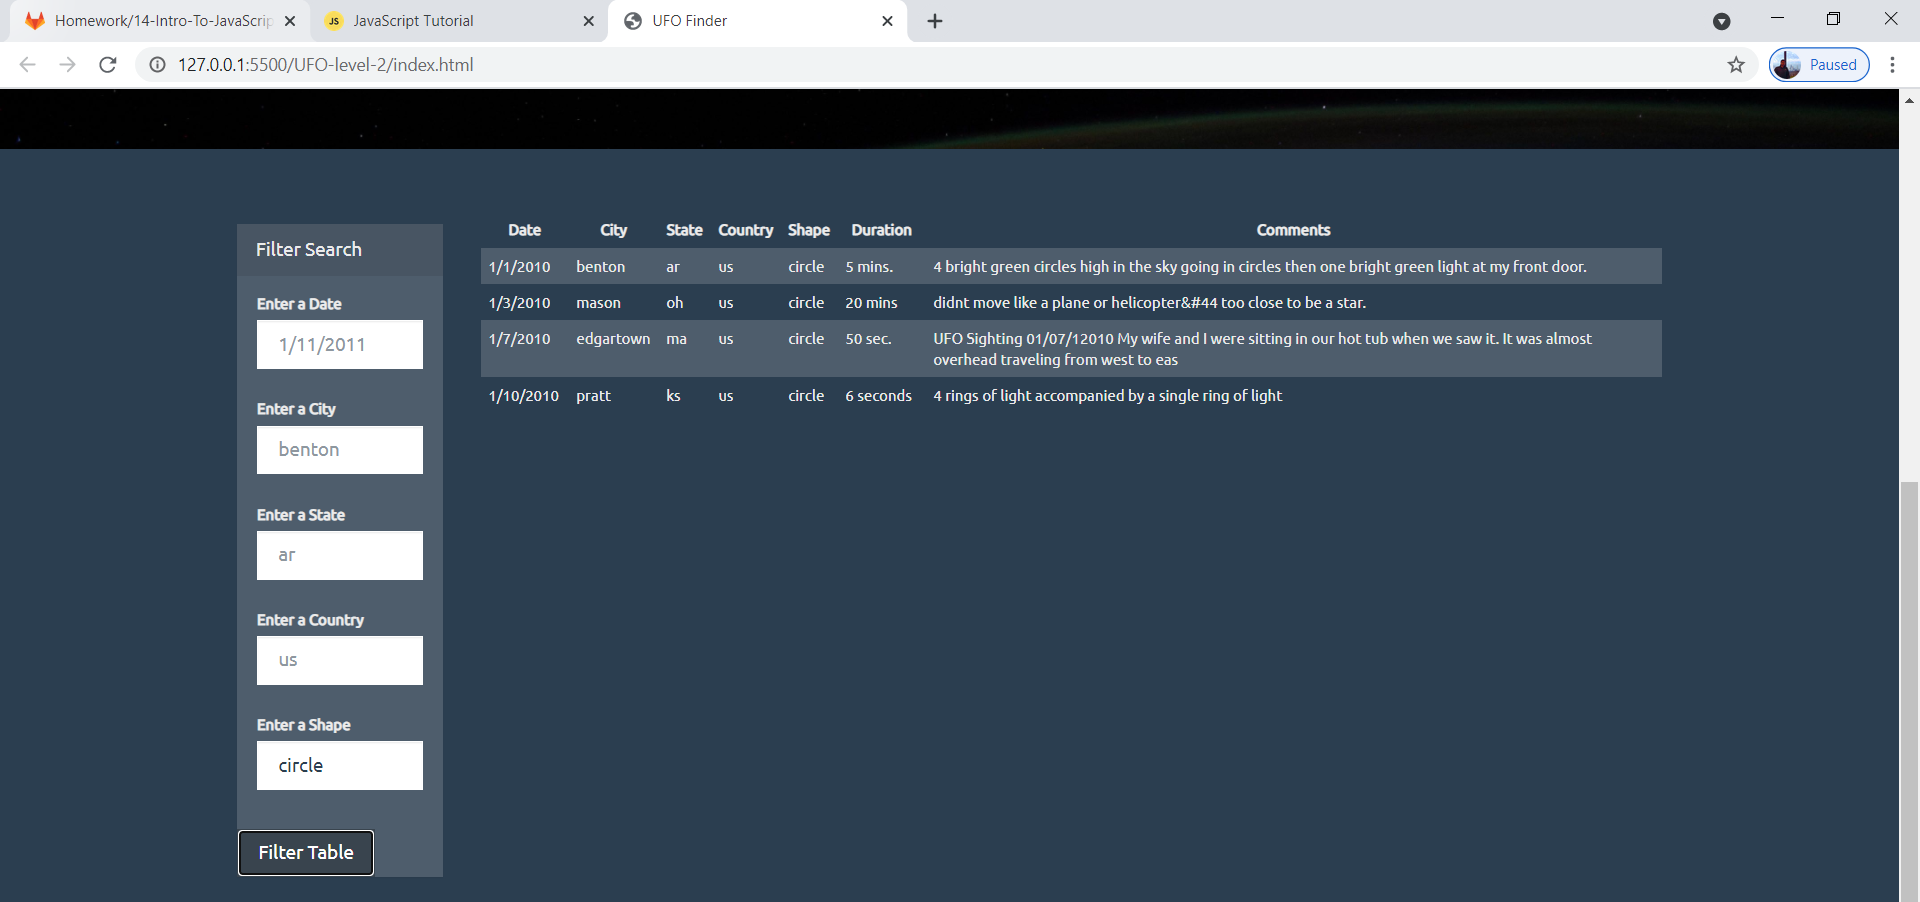 Homework/14-Intro-To-JavaScrip
JS JavaScript Tutorial
UFO Finder
127.0.0.1:5500/UFO-level-2/index.html
Paused
Filter Search
Enter a Date
1/11/2011
Enter a City
benton
Enter a State
ar
Enter a Country
us
Enter a Shape
circle
Filter Table
Date City State Country Shape Duration Comments
1/1/2010 benton ar us circle 5 mins. 4 bright green circles high in the sky going in circles then one bright green light at my front door.
1/3/2010 mason oh us circle 20 mins didnt move like a plane or helicopter&#44 too close to be a star.
1/7/2010 edgartown ma us circle 50 sec. UFO Sighting 01/07/12010 My wife and I were sitting in our hot tub when we saw it. It was almost
overhead traveling from west to eas
1/10/2010 pratt ks us circle 6 seconds 4 rings of light accompanied by a single ring of light